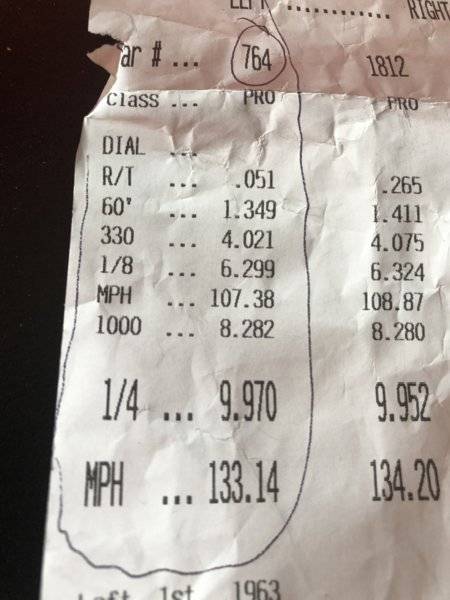 LEFT ............ RIGHT
ar # ... 764 1812
Class ... PRO PRO
DIAL ...
R/T ... .051 .265
60' ... 1.349 1.411
330 ... 4.021 4.075
1/8 ... 6.299 6.324
MPH ... 107.38 108.87
1000 ... 8.282 8.280
1/4 ... 9.970 9.952
MPH ... 133.14 134.20
Left 1st 1963